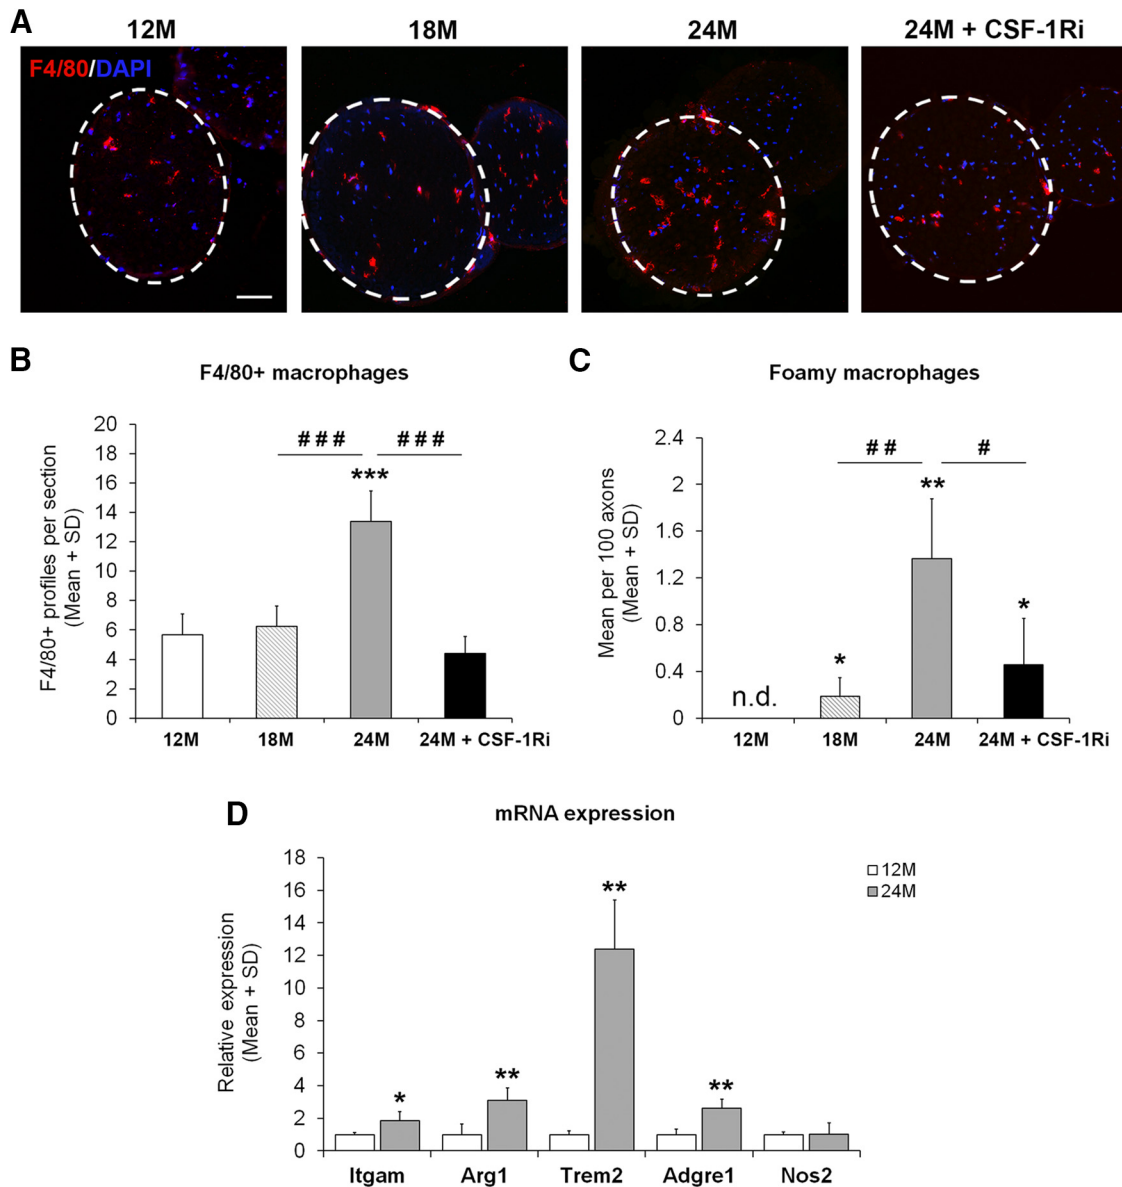 A
12M
18M
24M
24M + CSF-1Ri
F4/80/DAPI
B
F4/80+ macrophages
F4/80+ profiles per section
(Mean + SD)
20
18
16
14
12
10
8
6
4
2
0
# # #
# # #
***
12M
18M
24M
24M + CSF-1Ri
C
Foamy macrophages
Mean per 100 axons
(Mean + SD)
2.4
2
1.6
1.2
0.8
0.4
0
# #
#
**
*
*
n.d.
12M
18M
24M
24M + CSF-1Ri
D
mRNA expression
Relative expression
(Mean + SD)
18
16
14
12
10
8
6
4
2
0
12M
24M
*
**
**
**
Itgam
Arg1
Trem2
Adgre1
Nos2